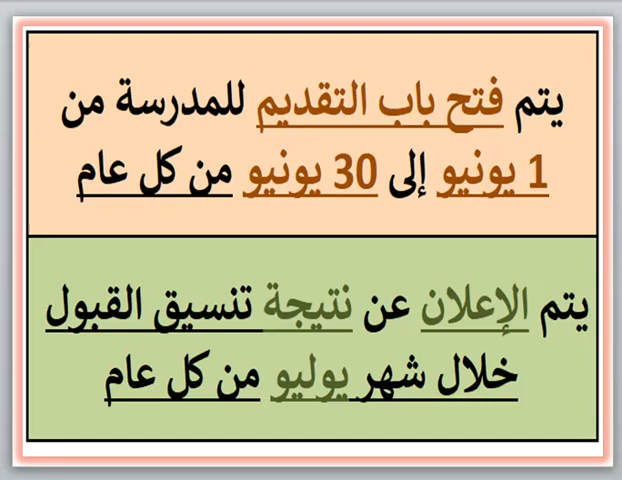 يتم فتح باب التقديم للمدرسة من
1 يونيو إلى 30 يونيو من كل عام
يتم الإعلان عن نتيجة تنسيق القبول
خلال شهر يوليو من كل عام